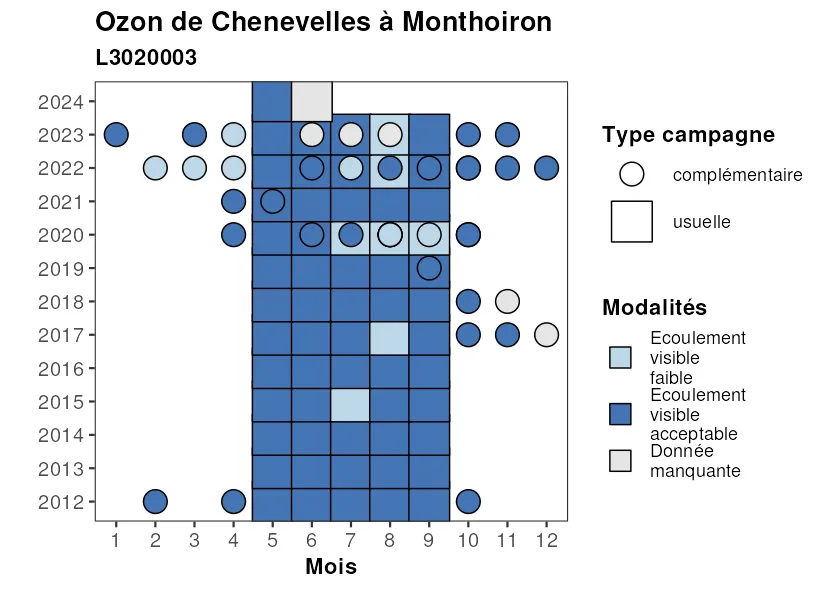 Ozon de Chenevelles à Monthoiron
L3020003
2024
2023
2022
2021
2020
2019
2018
2017
2016
2015
2014
2013
2012
1 2 3 4 5 6 7 8 9 10 11 12
Mois
Type campagne
complémentaire
usuelle
Modalités
Ecoulement
visible
faible
Ecoulement
visible
acceptable
Donnée
manquante